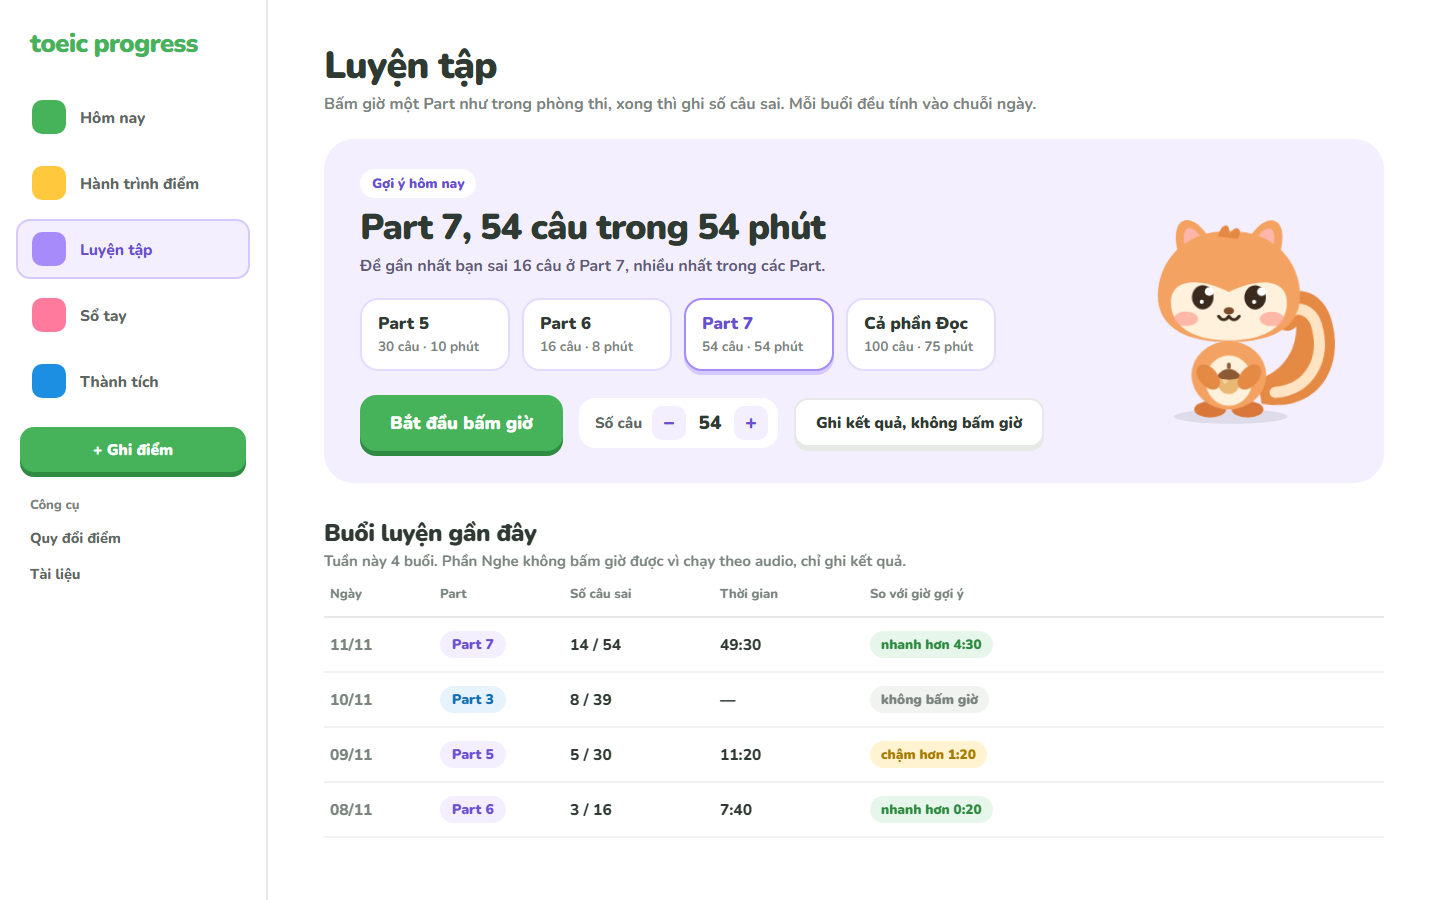 toeic progress
Hôm nay
Hành trình điểm
Luyện tập
Sổ tay
Thành tích
+ Ghi điểm
Công cụ
Quy đổi điểm
Tài liệu
Luyện tập
Bấm giờ một Part như trong phòng thi, xong thì ghi số câu sai. Mỗi buổi đều tính vào chuỗi ngày.
Gợi ý hôm nay
Part 7, 54 câu trong 54 phút
Đề gần nhất bạn sai 16 câu ở Part 7, nhiều nhất trong các Part.
Part 5
30 câu · 10 phút
Part 6
16 câu · 8 phút
Part 7
54 câu · 54 phút
Cả phần Đọc
100 câu · 75 phút
Bắt đầu bấm giờ
Số câu − 54 +
Ghi kết quả, không bấm giờ
Buổi luyện gần đây
Tuần này 4 buổi. Phần Nghe không bấm giờ được vì chạy theo audio, chỉ ghi kết quả.
Ngày Part Số câu sai Thời gian So với giờ gợi ý
11/11 Part 7 14 / 54 49:30 nhanh hơn 4:30
10/11 Part 3 8 / 39 — không bấm giờ
09/11 Part 5 5 / 30 11:20 chậm hơn 1:20
08/11 Part 6 3 / 16 7:40 nhanh hơn 0:20